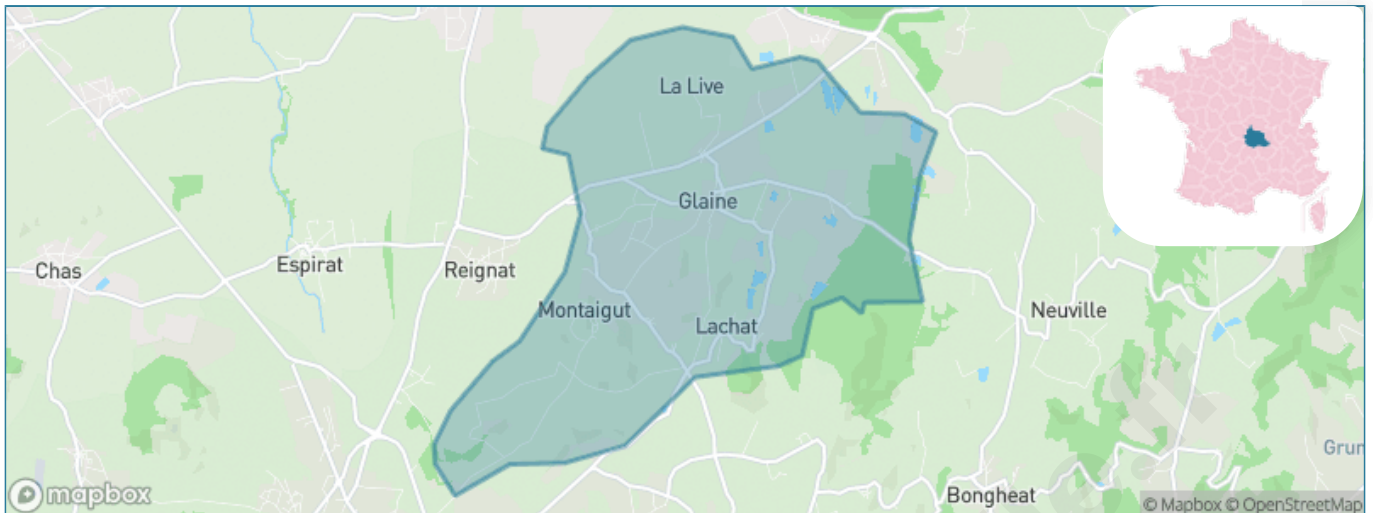 La Live
Glaine
Chas
Espirat
Reignat
Montaigut
Lachat
Neuville
Grun
Bongheat
mapbox
© Mapbox © OpenStreetMap